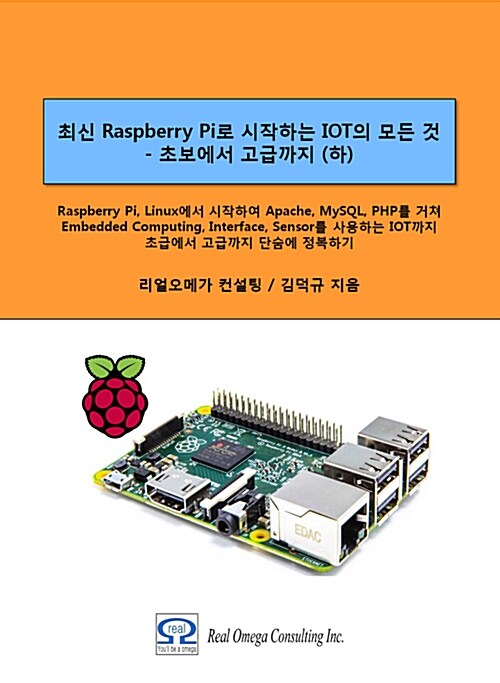 최신 Raspberry Pi로 시작하는 IOT의 모든 것
- 초보에서 고급까지 (하)
Raspberry Pi, Linux에서 시작하여 Apache, MySQL, PHP를 거쳐
Embedded Computing, Interface, Sensor를 사용하는 IOT까지
초급에서 고급까지 단숨에 정복하기
리얼오메가 컨설팅 / 김덕규 지음
EDAC
real
You'll be a omega
Real Omega Consulting Inc.